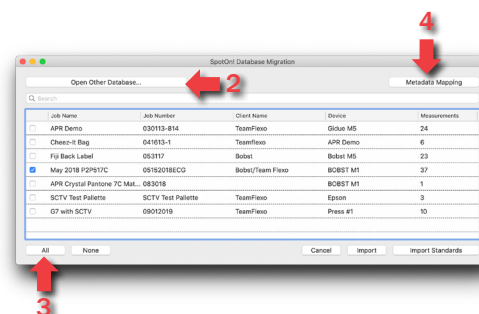 4
SpotOn! Database Migration
Open Other Database...
2
Metadata Mapping
Search
Job Name Job Number Client Name Device Measurements
APR Demo 030113-814 TeamFlexo Gidue M5 24
Cheez-It Bag 041613-1 Teamflexo APR Demo 6
Fiji Back Label 053117 Bobst Bobst M5 23
May 2018 P2P517C 05152018ECG Bobst/Team Flexo BOBST M1 37
APR Crystal Pantone 7C Mat... 083018 BOBST M1 1
SCTV Test Pallette SCTV Test Pallette TeamFlexo Epson 3
G7 with SCTV 09012019 TeamFlexo Press #1 10
All None Cancel Import Import Standards
3